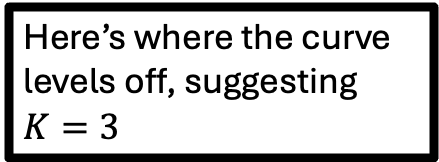 Here’s where the curve
levels off, suggesting
K = 3